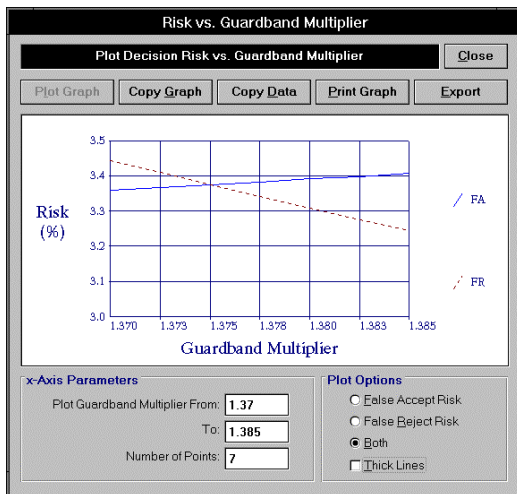 Risk vs. Guardband Multiplier
Plot Decision Risk vs. Guardband Multiplier
Close
Plot Graph
Copy Graph
Copy Data
Print Graph
Export
3.5
3.4
3.3
3.2
3.1
3.0
Risk
(%)
1.370
1.373
1.375
1.378
1.380
1.383
1.385
Guardband Multiplier
FA
FR
x-Axis Parameters
Plot Guardband Multiplier From: 1.37
To: 1.385
Number of Points: 7
Plot Options
False Accept Risk
False Reject Risk
Both
Thick Lines